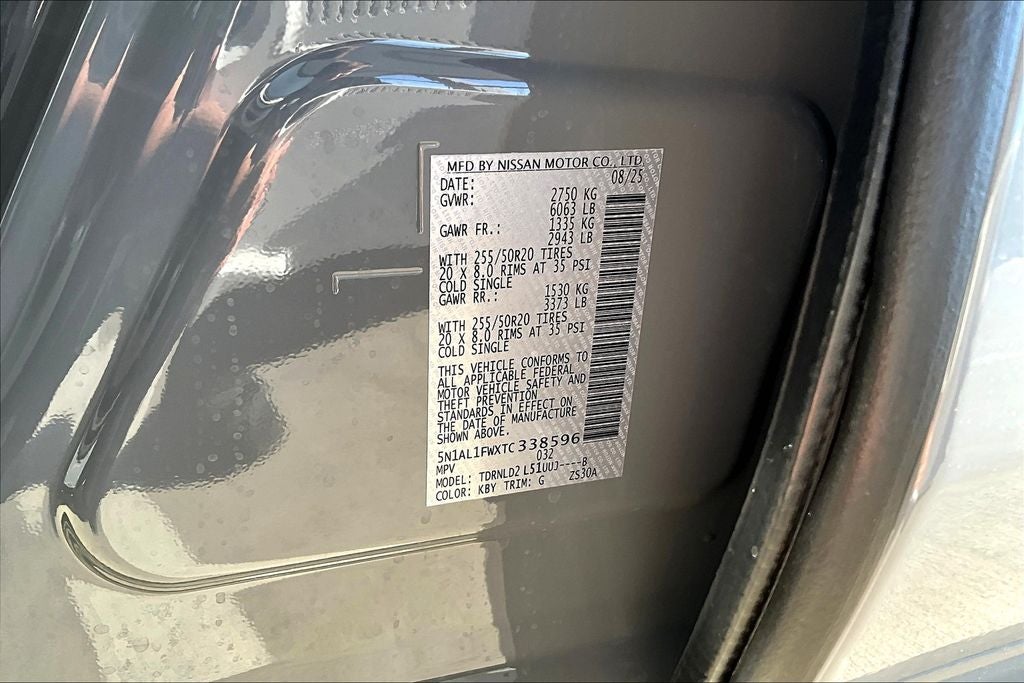 MFD BY NISSAN MOTOR CO., LTD
DATE: 08/25
GVWR: 2750 KG
6063 LB
GAWR FR.: 1335 KG
2943 LB
WITH 255/50R20 TIRES
20 X 8.0 RIMS AT 35 PSI
COLD SINGLE
GAWR RR.: 1530 KG
3373 LB
WITH 255/50R20 TIRES
20 X 8.0 RIMS AT 35 PSI
COLD SINGLE
THIS VEHICLE CONFORMS TO
ALL APPLICABLE FEDERAL
MOTOR VEHICLE SAFETY AND
THEFT PREVENTION
STANDARDS IN EFFECT ON
THE DATE OF MANUFACTURE
SHOWN ABOVE.
5N1AL1FWXTC338596
MPV 032
MODEL: TDRNLD2 L51UUJ----B
COLOR: KBY TRIM: G ZS30A